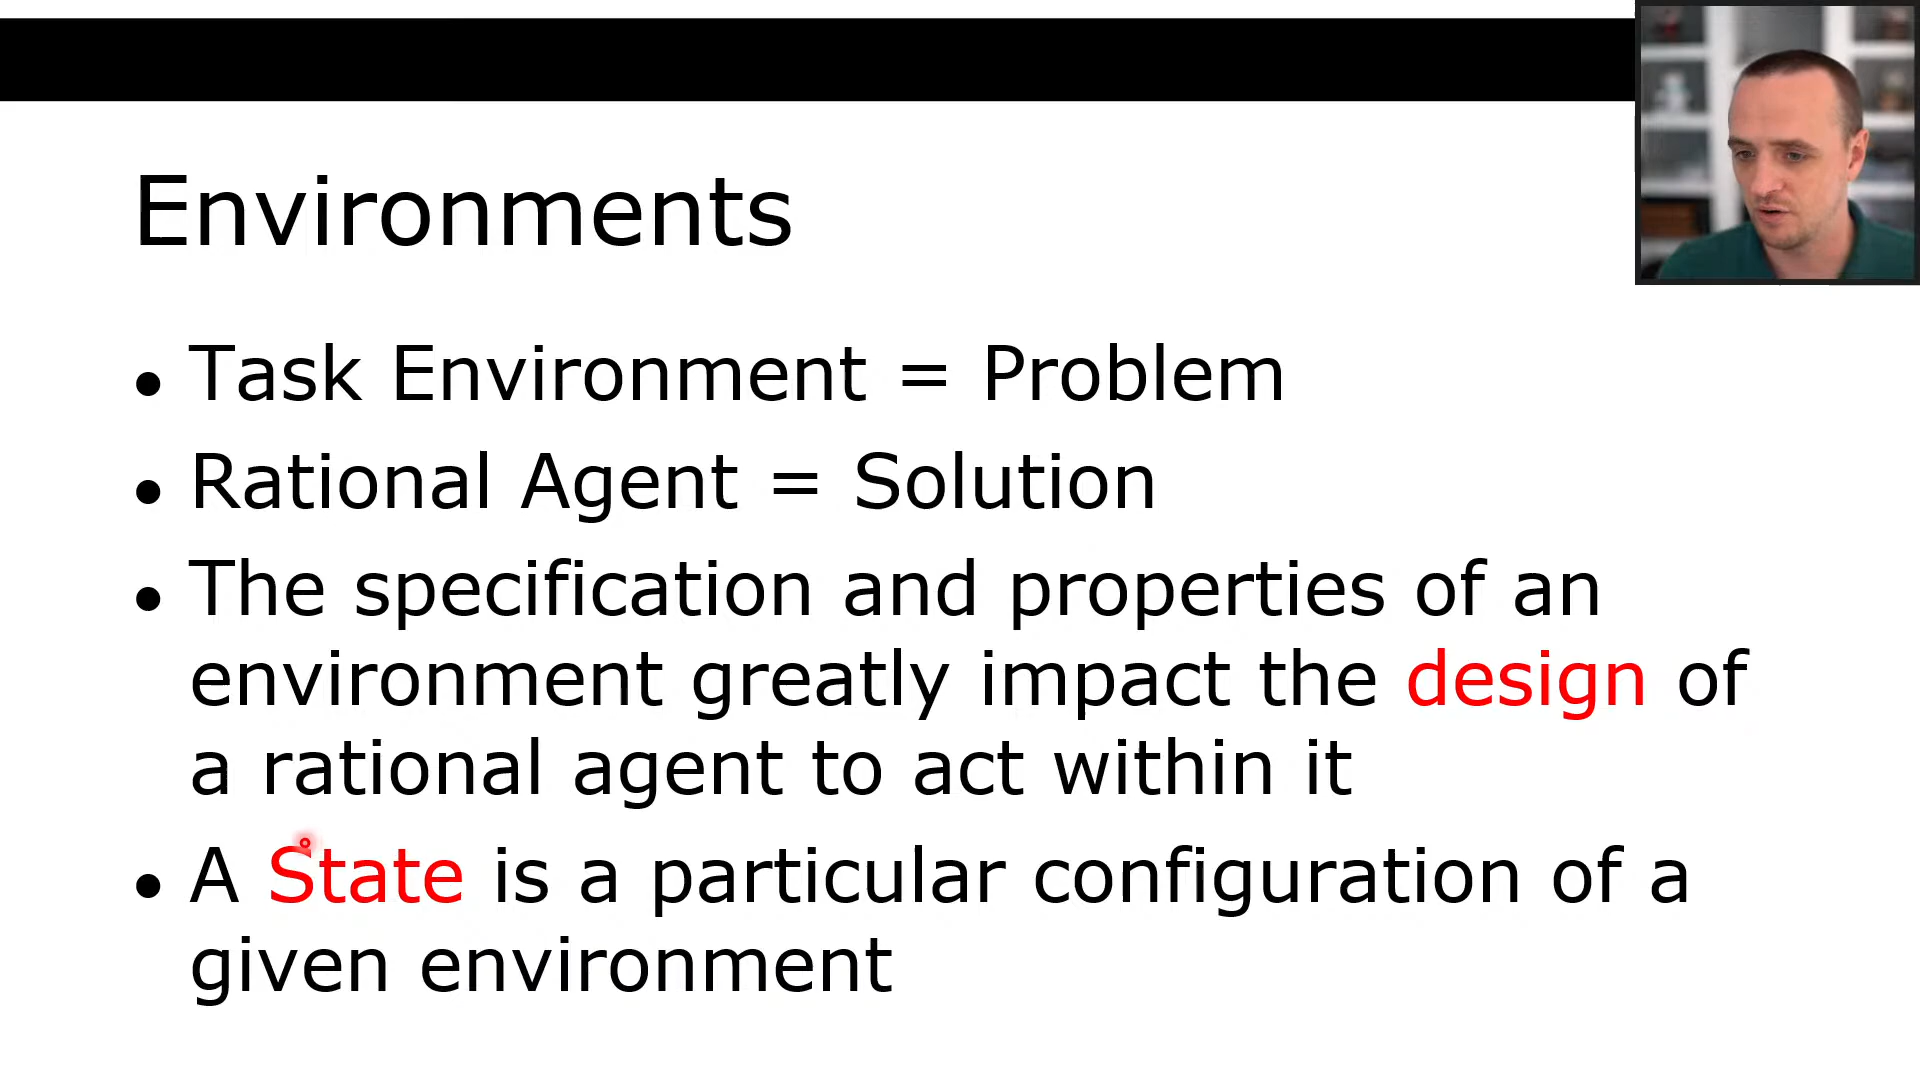 Environments
• Task Environment = Problem
• Rational Agent = Solution
• The specification and properties of an
environment greatly impact the design of
a rational agent to act within it
• A State is a particular configuration of a
given environment